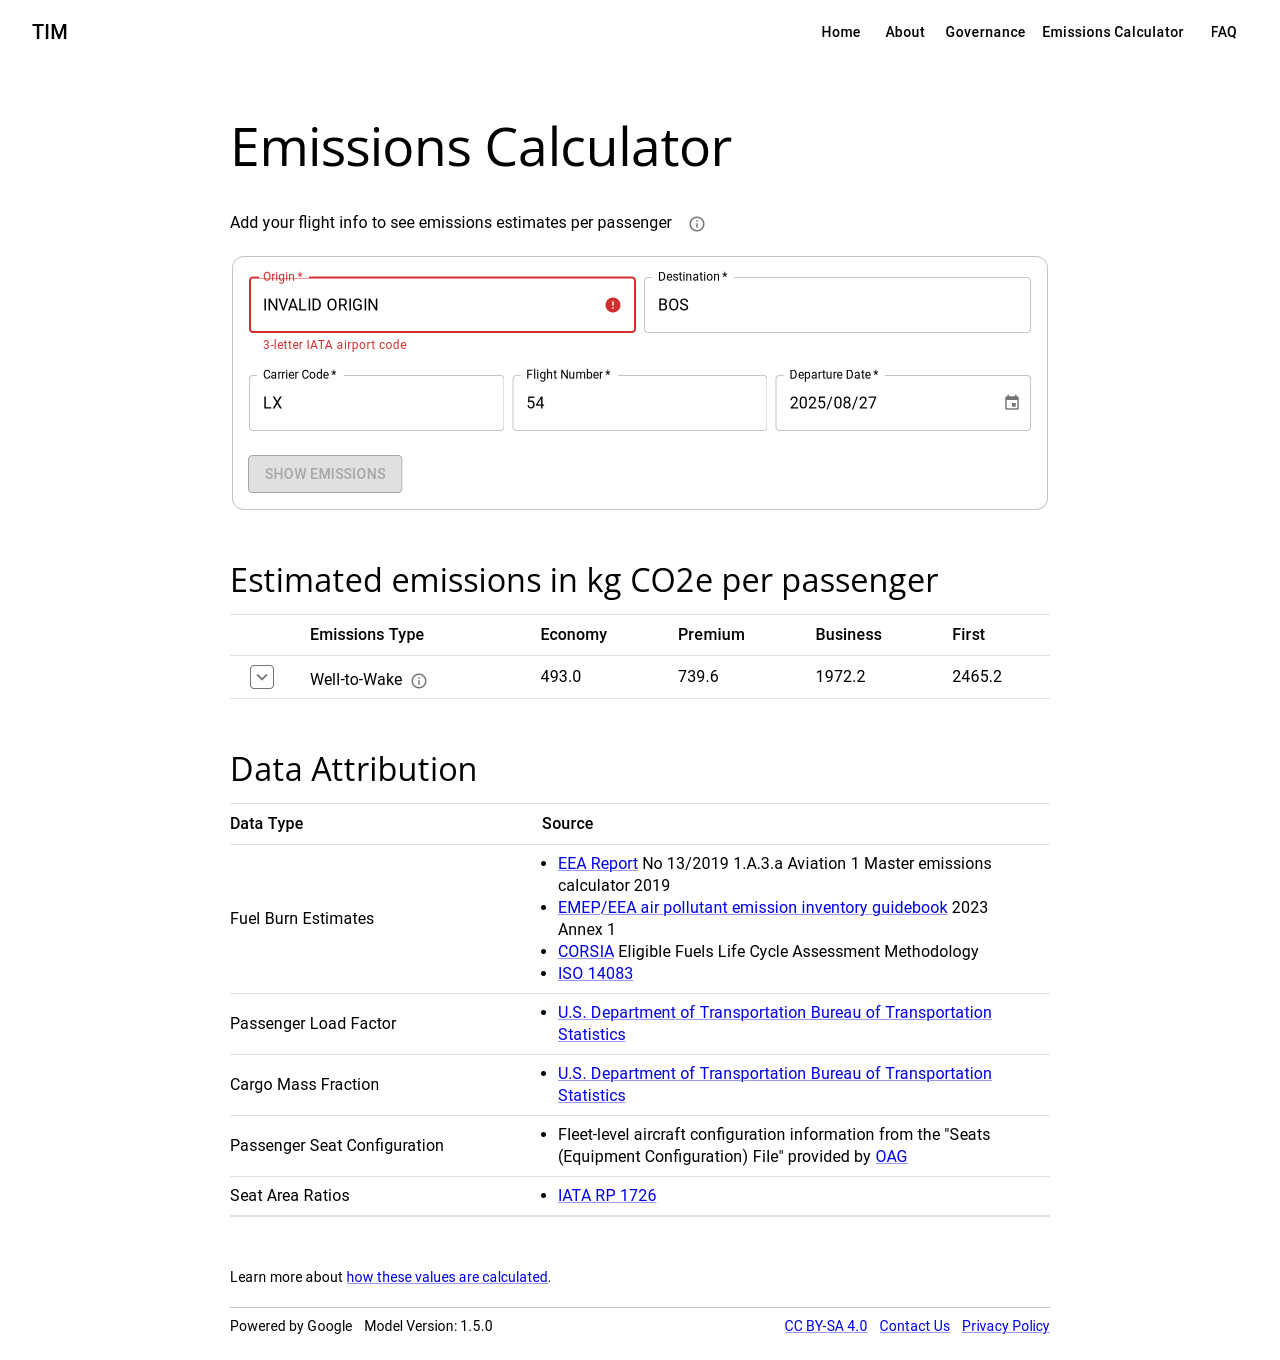 TIM
Home About Governance Emissions Calculator FAQ
Emissions Calculator
Add your flight info to see emissions estimates per passenger
Origin * Destination *
INVALID ORIGIN BOS
3-letter IATA airport code
Carrier Code * Flight Number * Departure Date *
LX 54 2025/08/27
SHOW EMISSIONS
Estimated emissions in kg CO2e per passenger
Emissions Type Economy Premium Business First
Well-to-Wake 493.0 739.6 1972.2 2465.2
Data Attribution
Data Type Source
Fuel Burn Estimates
• EEA Report No 13/2019 1.A.3.a Aviation 1 Master emissions
calculator 2019
• EMEP/EEA air pollutant emission inventory guidebook 2023
Annex 1
• CORSIA Eligible Fuels Life Cycle Assessment Methodology
• ISO 14083
Passenger Load Factor
• U.S. Department of Transportation Bureau of Transportation
Statistics
Cargo Mass Fraction
• U.S. Department of Transportation Bureau of Transportation
Statistics
Passenger Seat Configuration
• Fleet-level aircraft configuration information from the "Seats
(Equipment Configuration) File" provided by OAG
Seat Area Ratios
• IATA RP 1726
Learn more about how these values are calculated.
Powered by Google Model Version: 1.5.0 CC BY-SA 4.0 Contact Us Privacy Policy